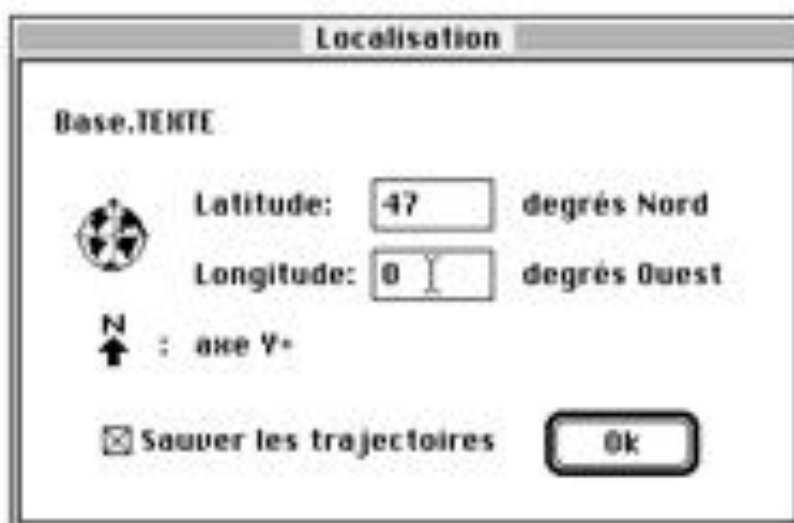 Localisation
Base.TEXTE
Latitude: 47 degrés Nord
Longitude: 0 degrés Ouest
N
: axe Y+
Sauver les trajectoires
Ok